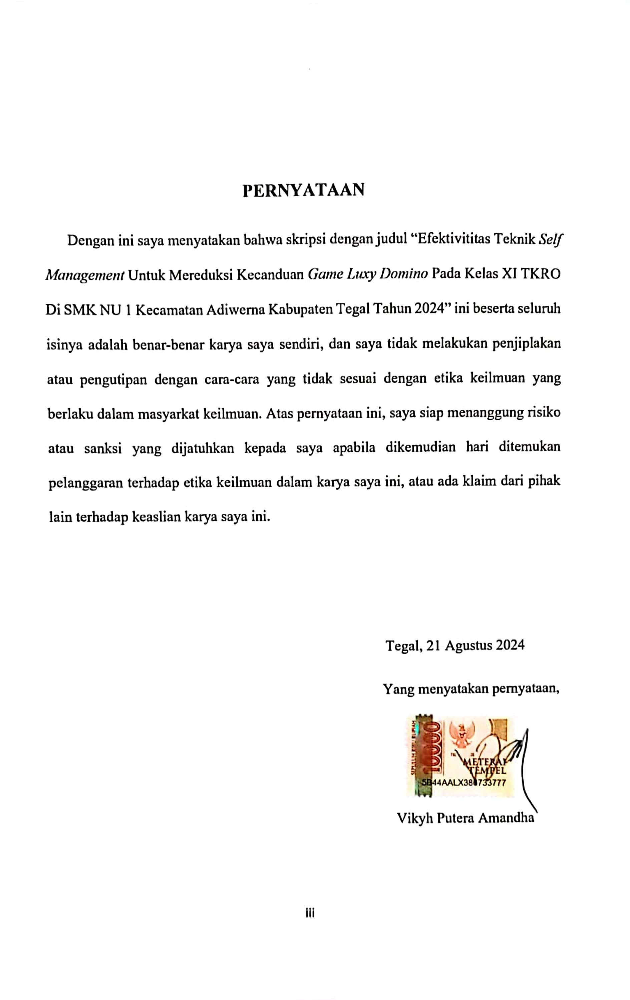 PERNYATAAN
Dengan ini saya menyatakan bahwa skripsi dengan judul “Efektivititas Teknik Self
Management Untuk Mereduksi Kecanduan Game Luxy Domino Pada Kelas XI TKRO
Di SMK NU 1 Kecamatan Adiwerna Kabupaten Tegal Tahun 2024” ini beserta seluruh
isinya adalah benar-benar karya saya sendiri, dan saya tidak melakukan penjiplakan
atau pengutipan dengan cara-cara yang tidak sesuai dengan etika keilmuan yang
berlaku dalam masyarkat keilmuan. Atas pernyataan ini, saya siap menanggung risiko
atau sanksi yang dijatuhkan kepada saya apabila dikemudian hari ditemukan
pelanggaran terhadap etika keilmuan dalam karya saya ini, atau ada klaim dari pihak
lain terhadap keaslian karya saya ini.
Tegal, 21 Agustus 2024
Yang menyatakan pernyataan,
SEPULUH RIBU RUPIAH
10000
METERAI
TEMPEL
Vikyh Putera Amandha
iii